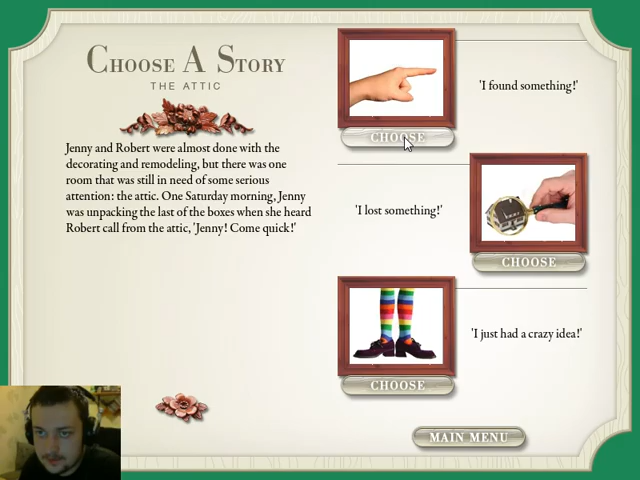 CHOOSE A STORY
THE ATTIC
Jenny and Robert were almost done with the
decorating and remodeling, but there was one
room that was still in need of some serious
attention: the attic. One Saturday morning, Jenny
was unpacking the last of the boxes when she heard
Robert call from the attic, 'Jenny! Come quick!'
'I found something!'
CHOOSE
'I lost something!'
CHOOSE
'I just had a crazy idea!'
CHOOSE
MAIN MENU